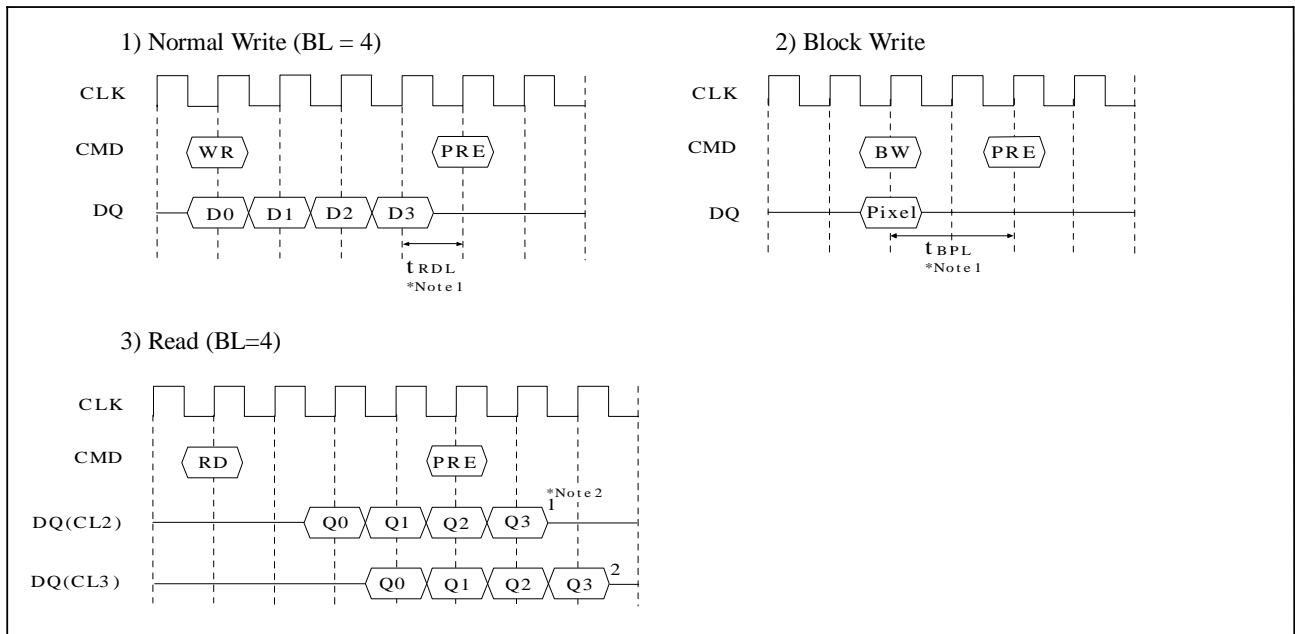 1) Normal Write (BL = 4)
CLK
CMD WR PRE
DQ D0 D1 D2 D3
tRDL
*Note1
2) Block Write
CLK
CMD BW PRE
DQ Pixel
tBPL
*Note1
3) Read (BL=4)
CLK
CMD RD PRE
*Note2
DQ(CL2) Q0 Q1 Q2 Q3 1
DQ(CL3) Q0 Q1 Q2 Q3 2